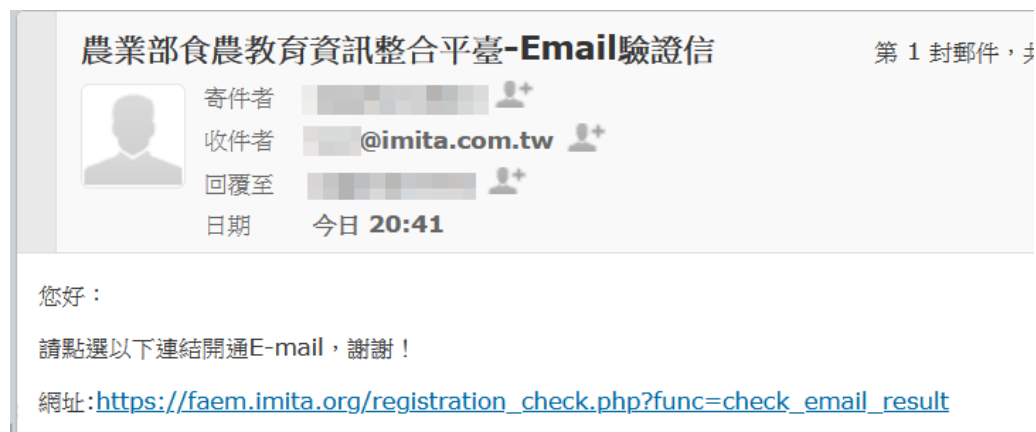 農業部食農教育資訊整合平臺-Email驗證信
第 1 封郵件，共
寄件者
收件者 @imita.com.tw
回覆至
日期 今日 20:41
您好：
請點選以下連結開通E-mail，謝謝！
網址:https://faem.imita.org/registration_check.php?func=check_email_result